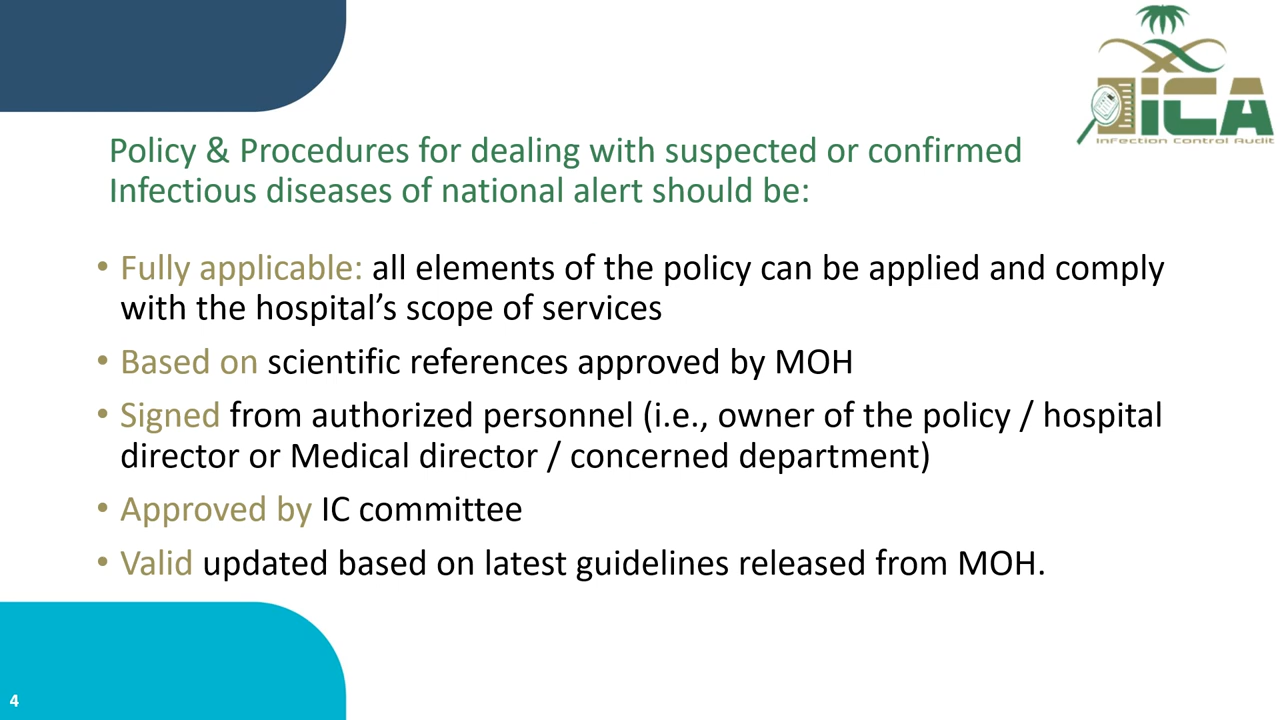 iCA
Infection Control Audit
Policy & Procedures for dealing with suspected or confirmed
Infectious diseases of national alert should be:
• Fully applicable: all elements of the policy can be applied and comply
with the hospital’s scope of services
• Based on scientific references approved by MOH
• Signed from authorized personnel (i.e., owner of the policy / hospital
director or Medical director / concerned department)
• Approved by IC committee
• Valid updated based on latest guidelines released from MOH.
4